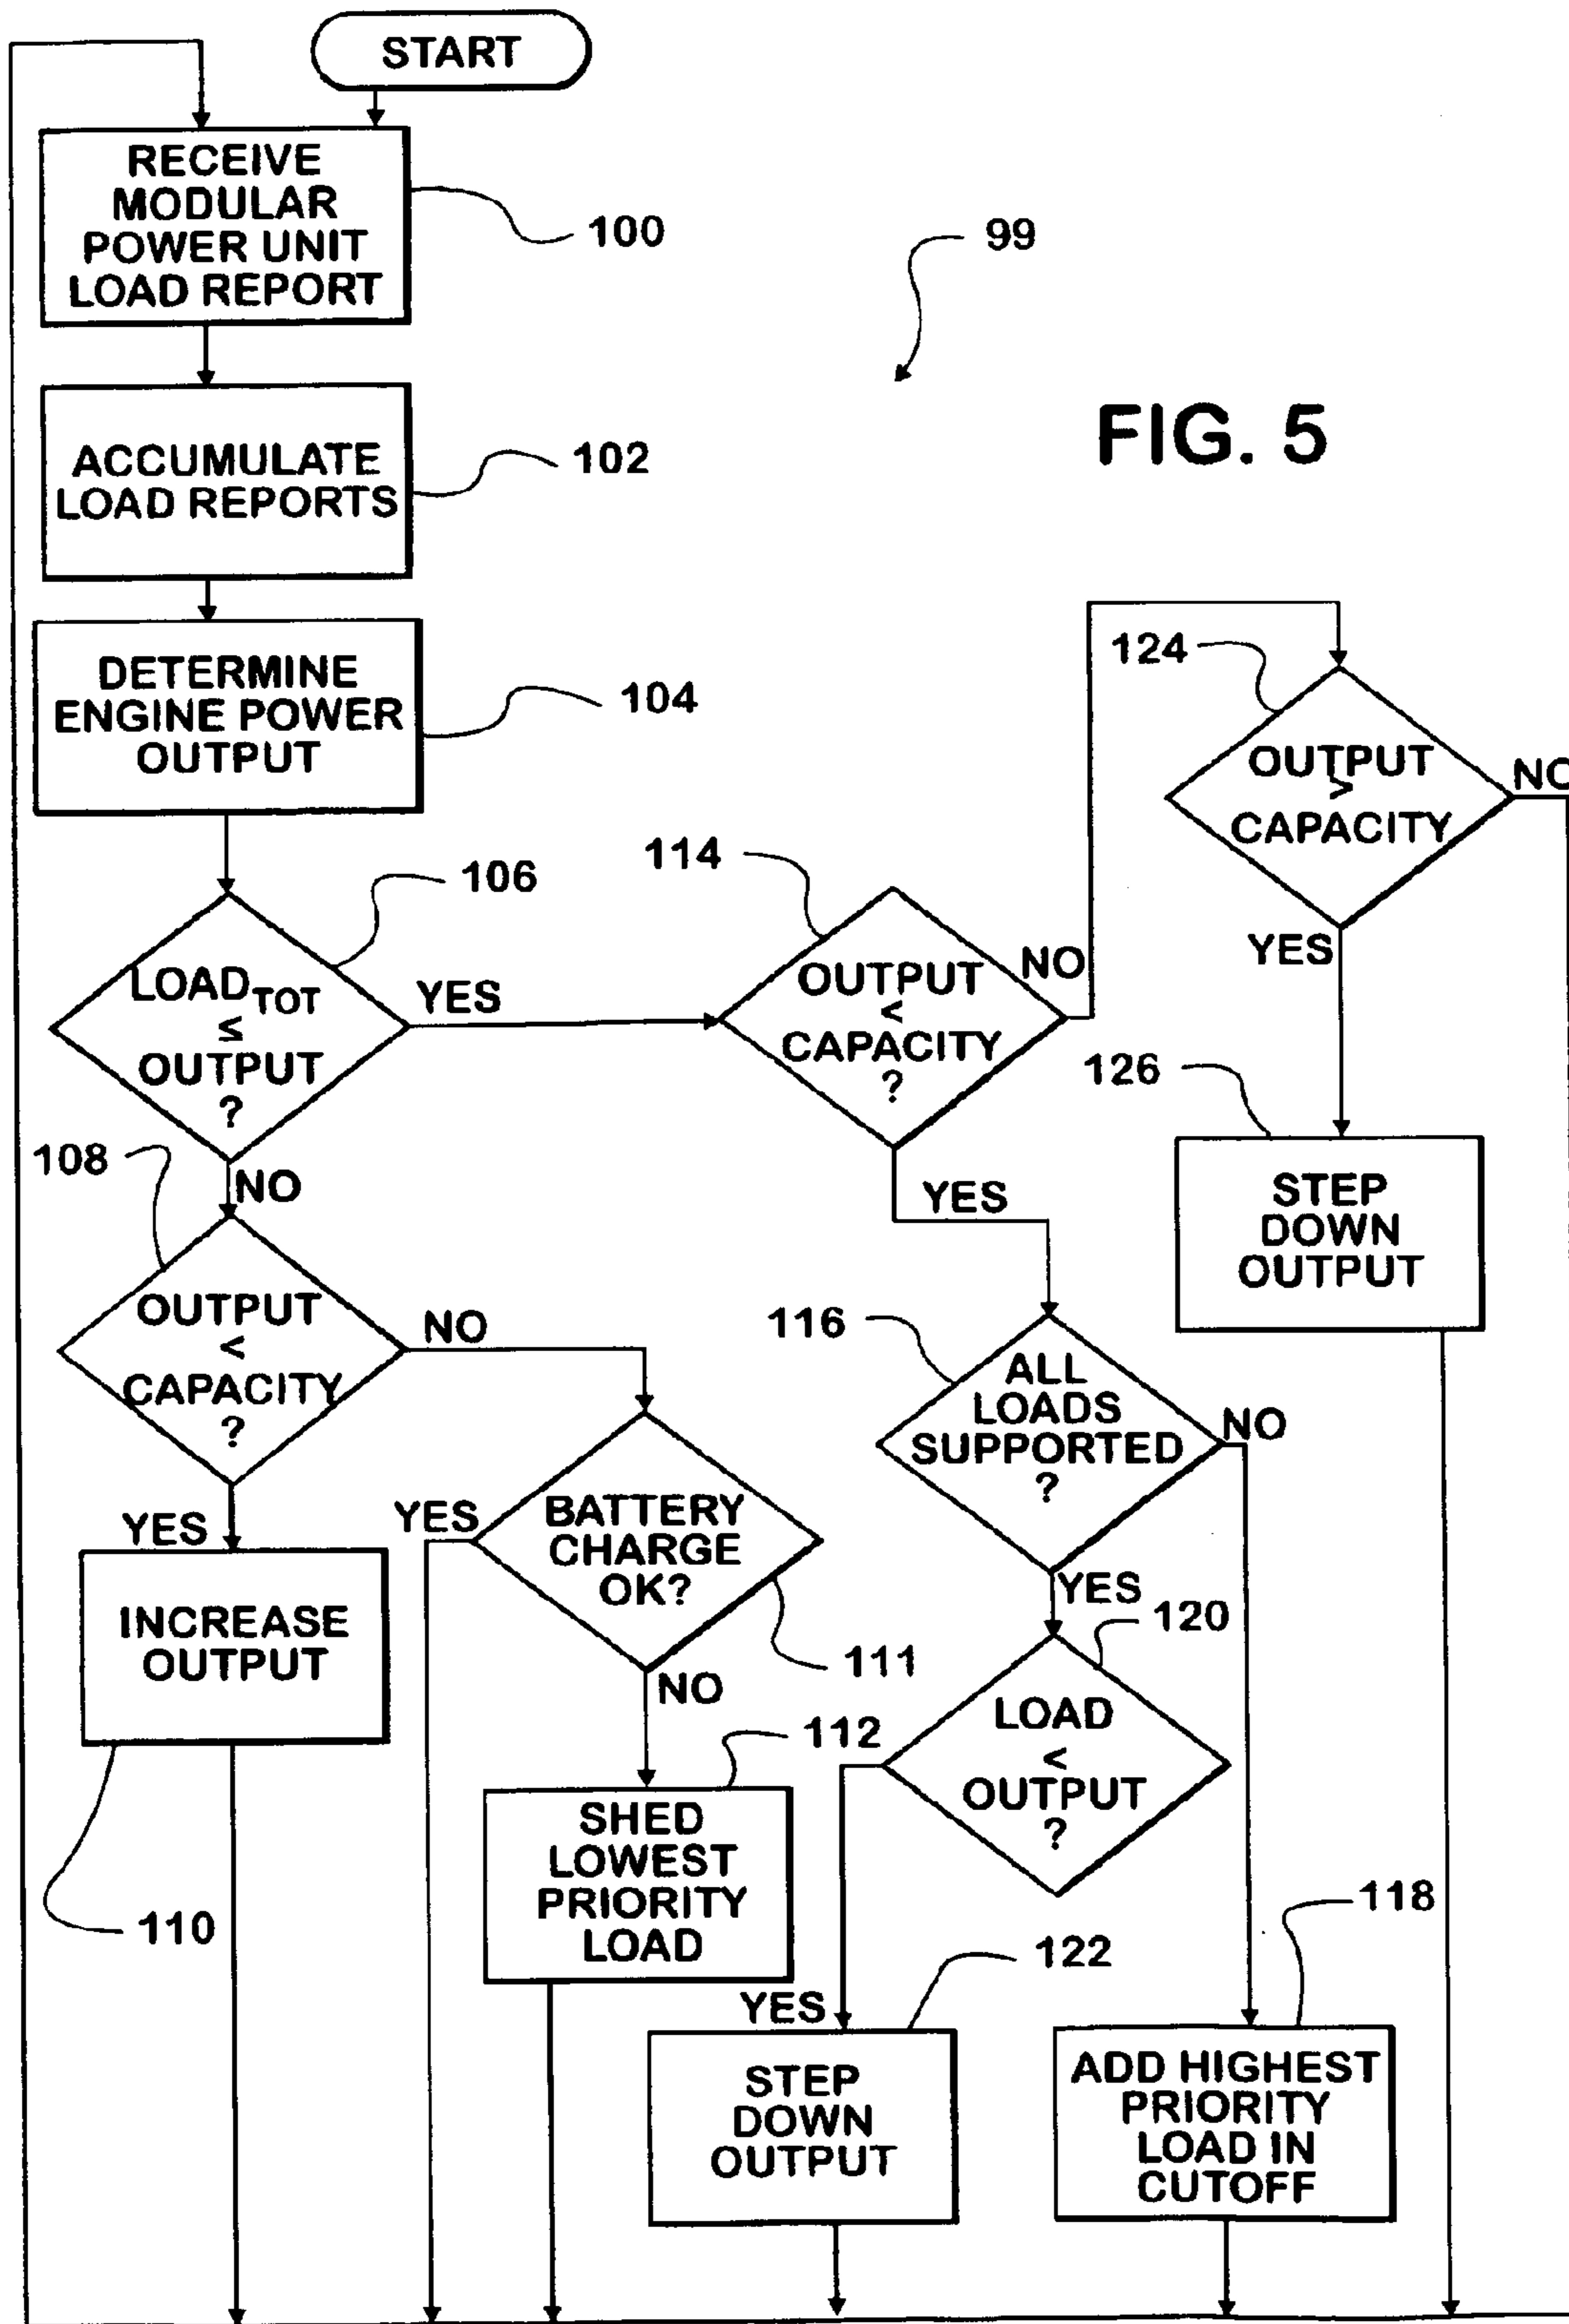 START
RECEIVE
MODULAR
POWER UNIT
LOAD REPORT
100
99
FIG. 5
ACCUMULATE
LOAD REPORTS
102
DETERMINE
ENGINE POWER
OUTPUT
104
124
OUTPUT
>
CAPACITY
NO
YES
106
LOAD TOT
≤
OUTPUT
?
YES
NO
114
OUTPUT
<
CAPACITY
?
NO
YES
126
STEP
DOWN
OUTPUT
108
OUTPUT
<
CAPACITY
?
NO
YES
116
ALL
LOADS
SUPPORTED
?
NO
YES
BATTERY
CHARGE
OK?
YES
NO
111
INCREASE
OUTPUT
110
120
LOAD
<
OUTPUT
?
YES
112
SHED
LOWEST
PRIORITY
LOAD
122
STEP
DOWN
OUTPUT
118
ADD HIGHEST
PRIORITY
LOAD IN
CUTOFF